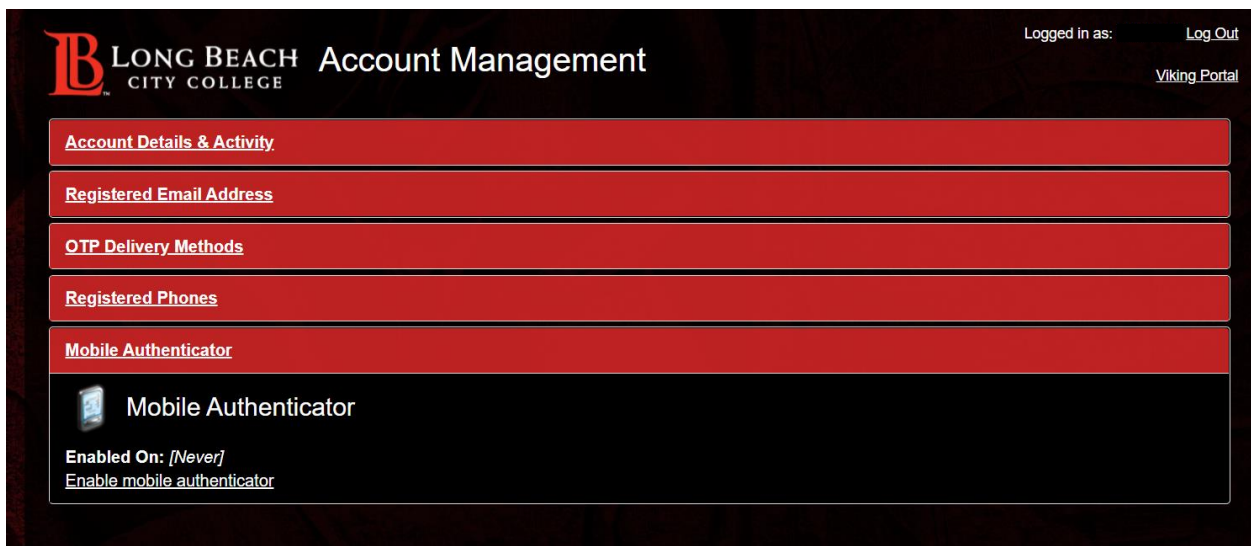 LONG BEACH
CITY COLLEGE
Account Management
Logged in as:
Log Out
Viking Portal
Account Details & Activity
Registered Email Address
OTP Delivery Methods
Registered Phones
Mobile Authenticator
Mobile Authenticator
Enabled On: [Never]
Enable mobile authenticator